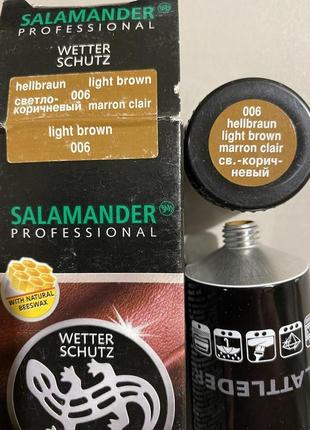 SALAMANDER
PROFESSIONAL
WETTER
SCHUTZ
hellbraun light brown
006
светло-
коричневый marron clair
light brown
006
SALAMANDER
PROFESSIONAL
WITH NATURAL
BEESWAX
WETTER
SCHUTZ
006
hellbraun
light brown
marron clair
св.-корич-
невый
LATTLEDER